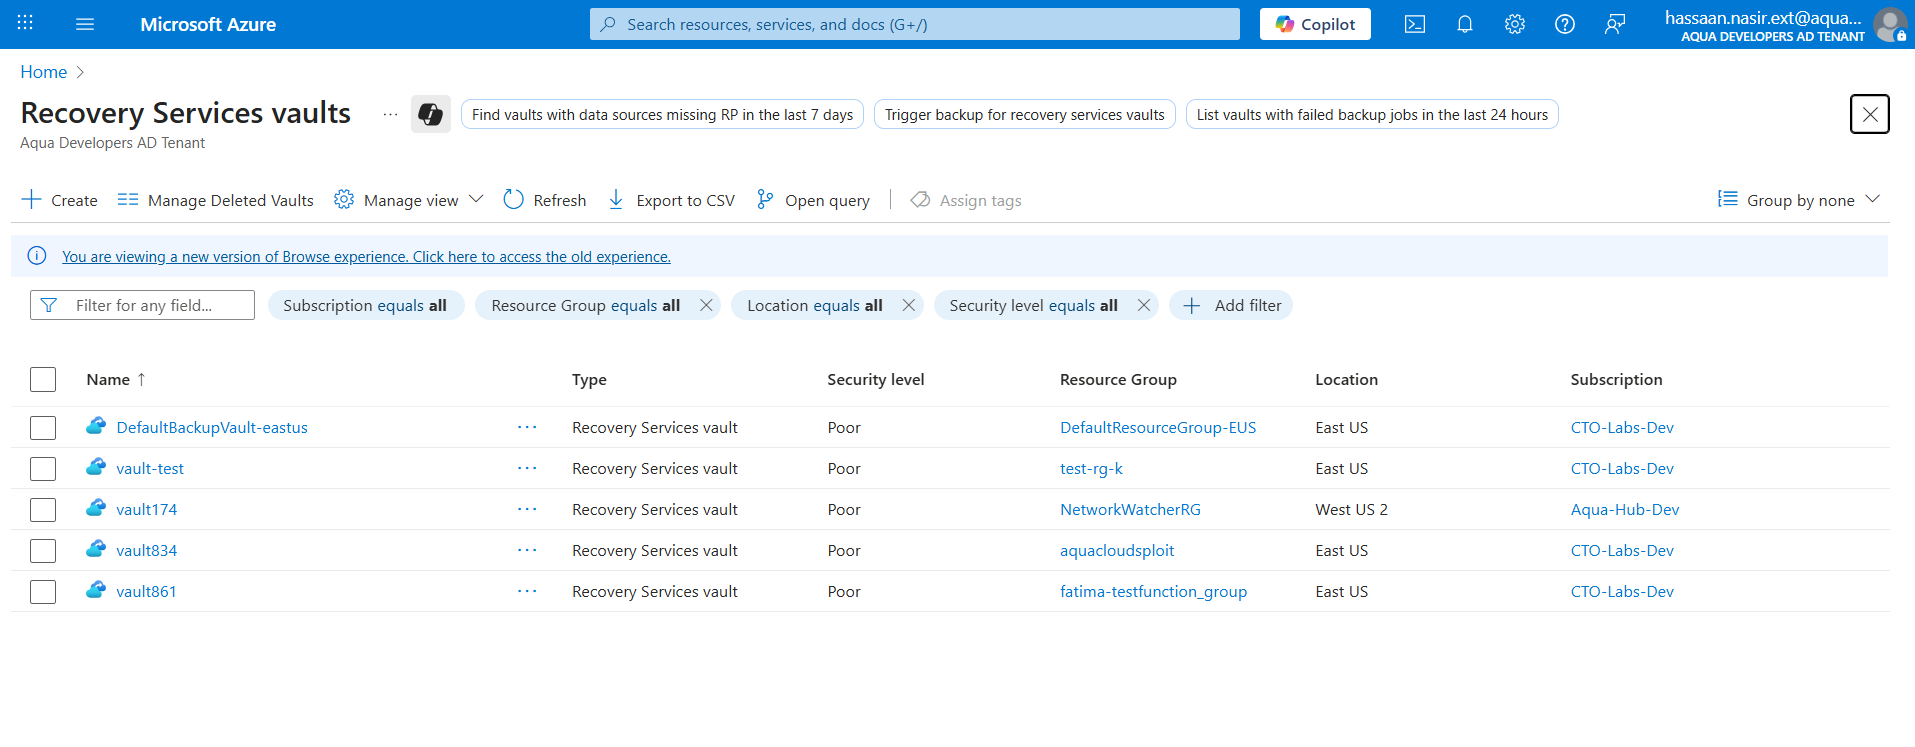 Microsoft Azure
Search resources, services, and docs (G+/)
Copilot
hassaan.nasir.ext@aqua...
AQUA DEVELOPERS AD TENANT
Home
Recovery Services vaults
...
Find vaults with data sources missing RP in the last 7 days
Trigger backup for recovery services vaults
List vaults with failed backup jobs in the last 24 hours
Aqua Developers AD Tenant
Create
Manage Deleted Vaults
Manage view
Refresh
Export to CSV
Open query
Assign tags
Group by none
You are viewing a new version of Browse experience. Click here to access the old experience.
Filter for any field...
Subscription equals all
Resource Group equals all
Location equals all
Security level equals all
Add filter
Name ↑ Type Security level Resource Group Location Subscription
DefaultBackupVault-eastus ... Recovery Services vault Poor DefaultResourceGroup-EUS East US CTO-Labs-Dev
vault-test ... Recovery Services vault Poor test-rg-k East US CTO-Labs-Dev
vault174 ... Recovery Services vault Poor NetworkWatcherRG West US 2 Aqua-Hub-Dev
vault834 ... Recovery Services vault Poor aquacloudsploit East US CTO-Labs-Dev
vault861 ... Recovery Services vault Poor fatima-testfunction_group East US CTO-Labs-Dev